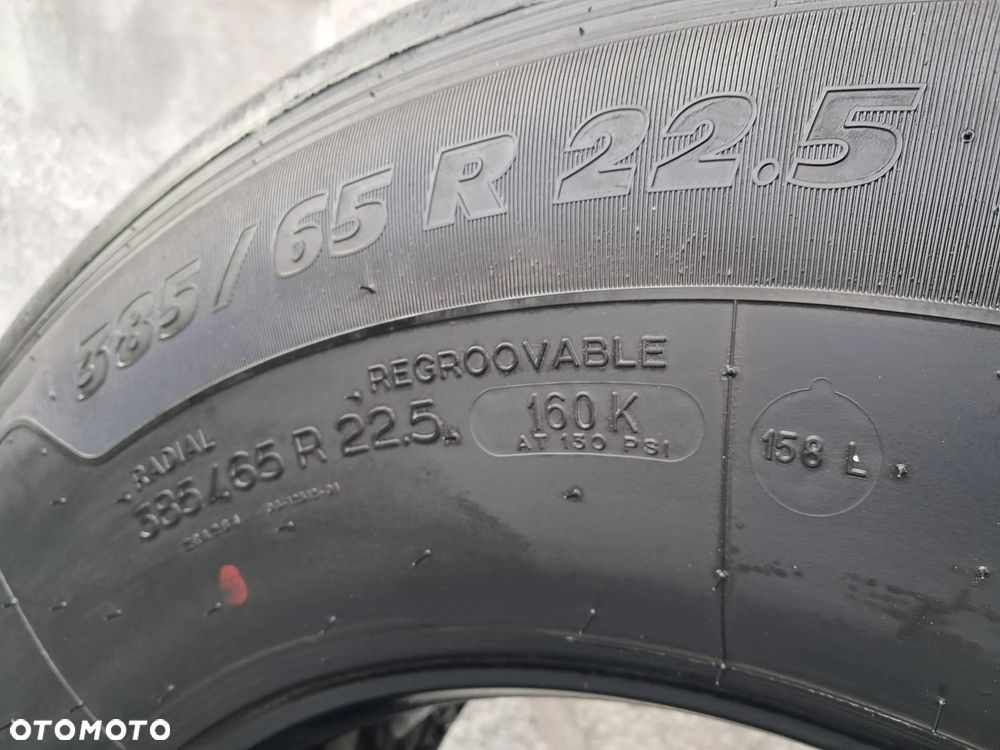 385/65 R 22.5
REGROOVABLE
RADIAL
385/65 R 22.5
160 K
AT 130 PSI
158 L
OTOMOTO